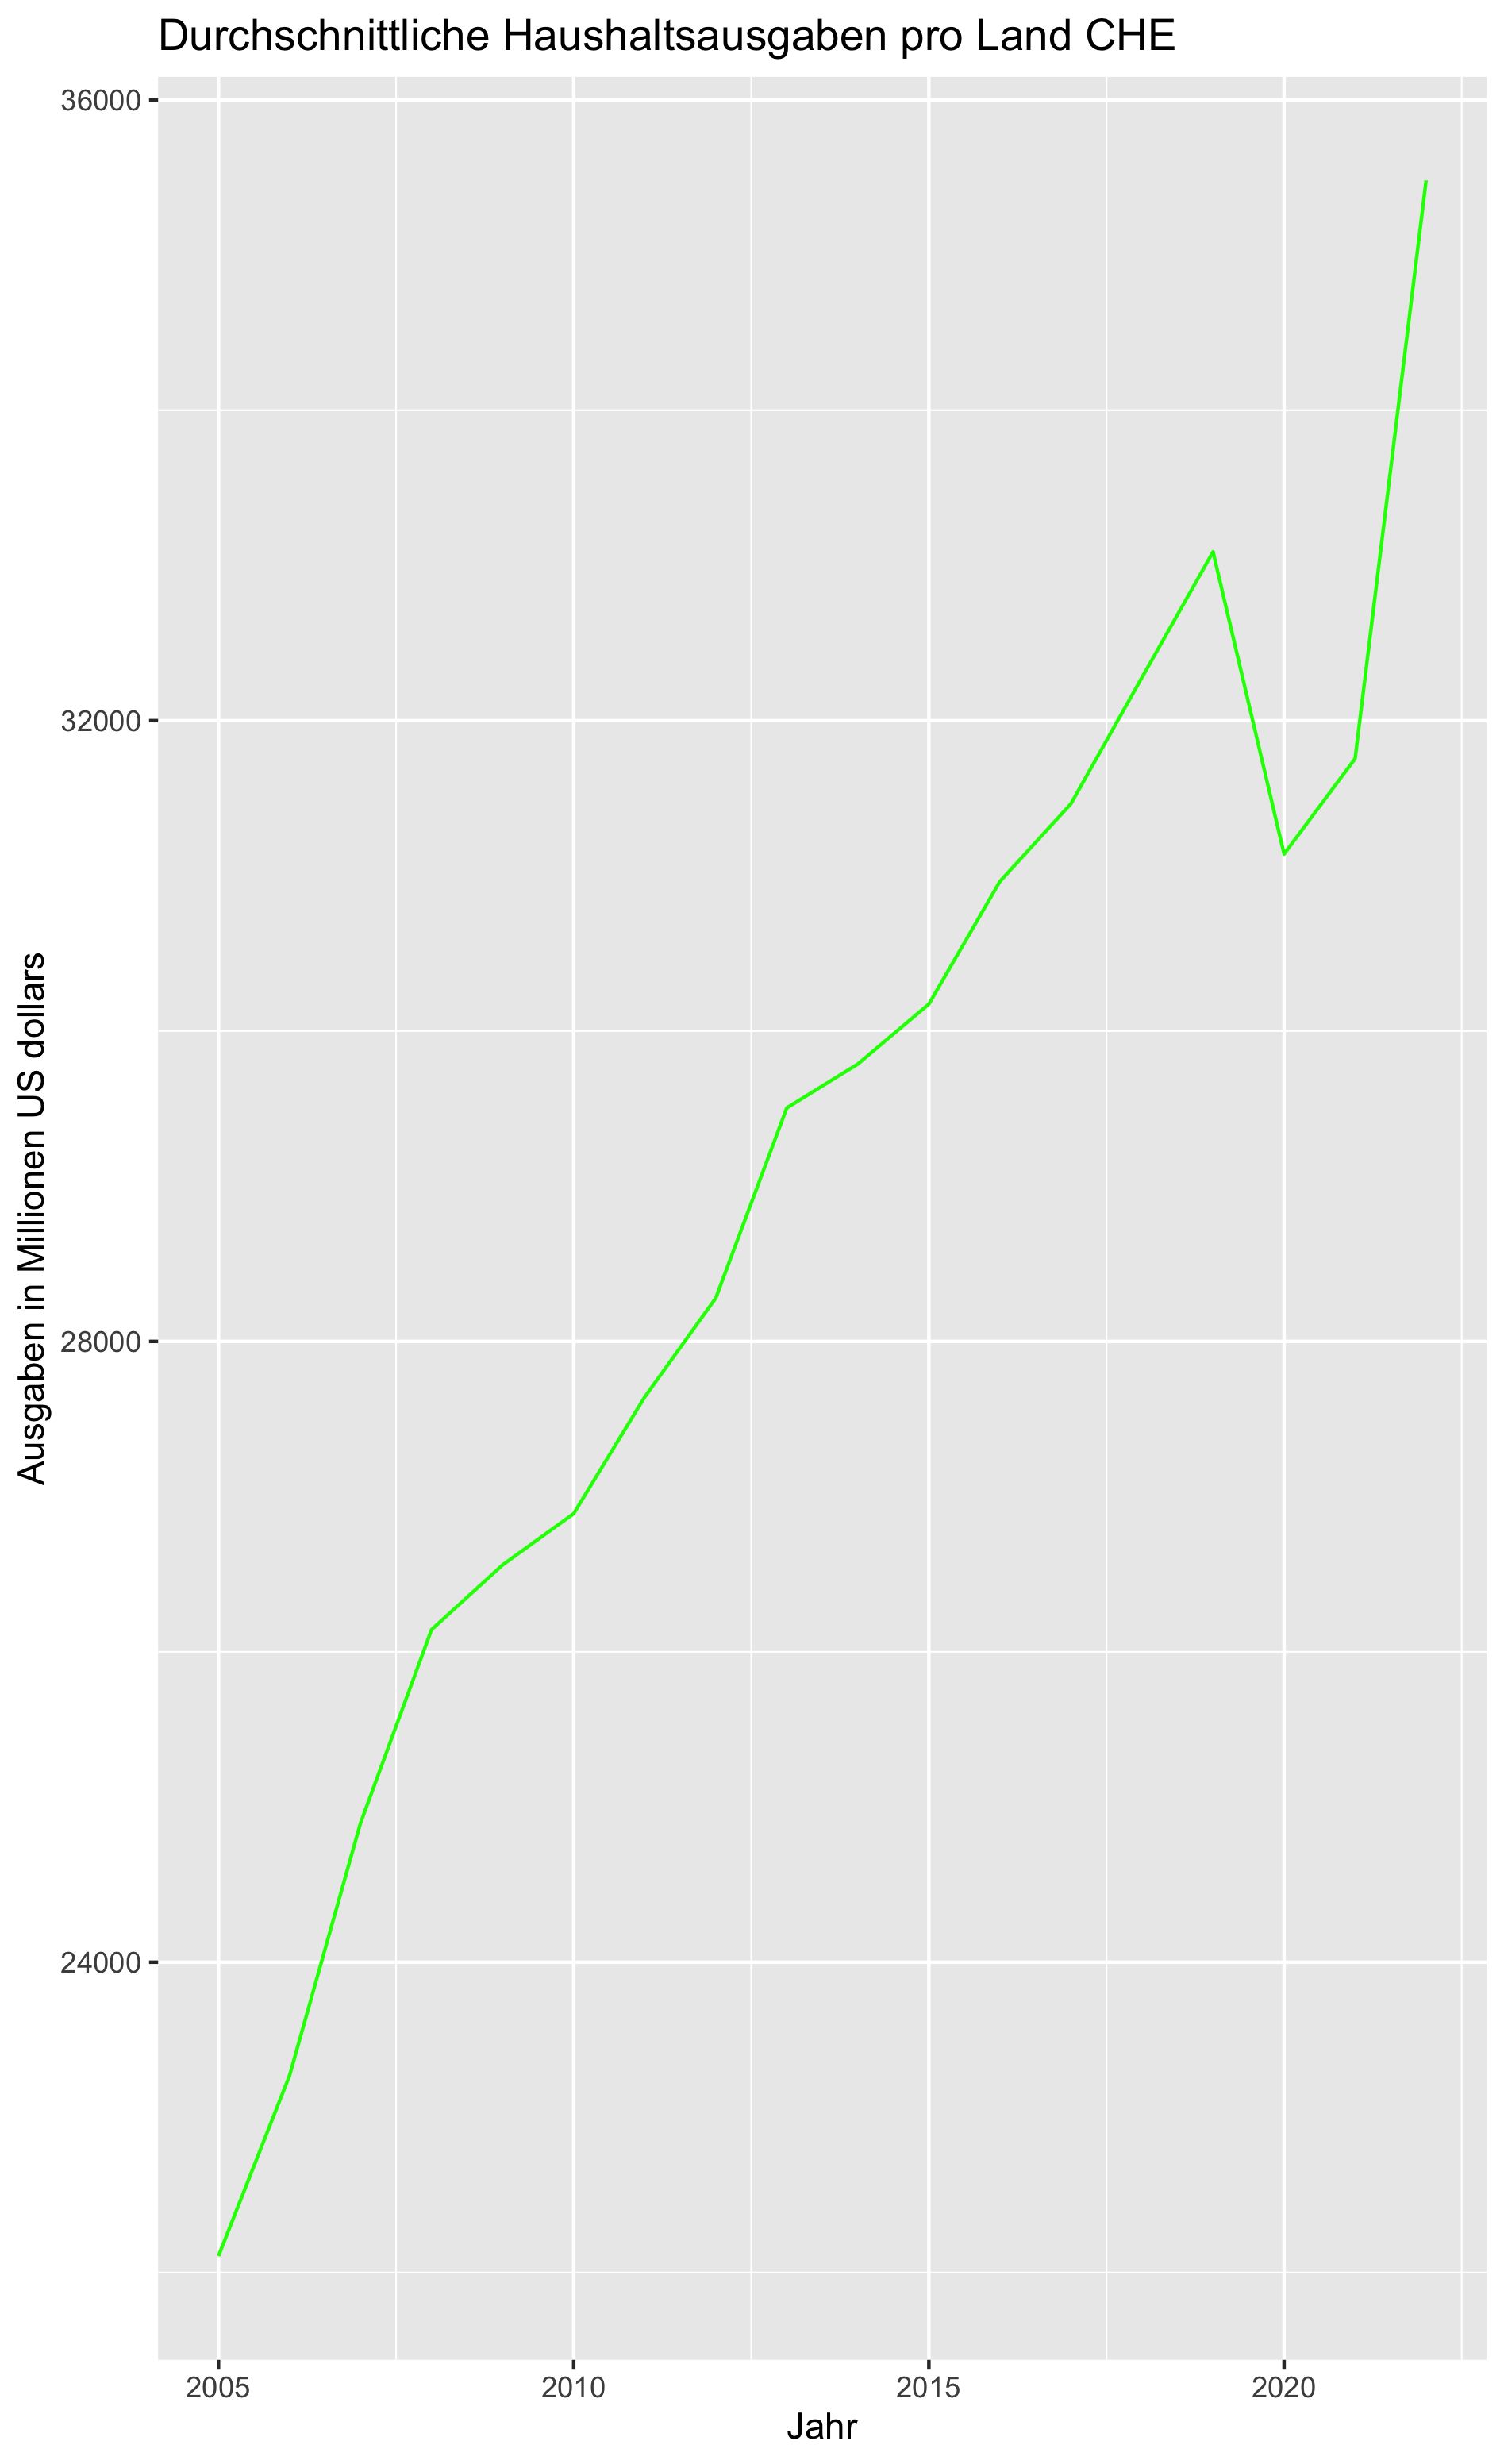 Durchschnittliche Haushaltsausgaben pro Land CHE
Ausgaben in Millionen US dollars
36000
32000
28000
24000
2005 2010 2015 2020
Jahr